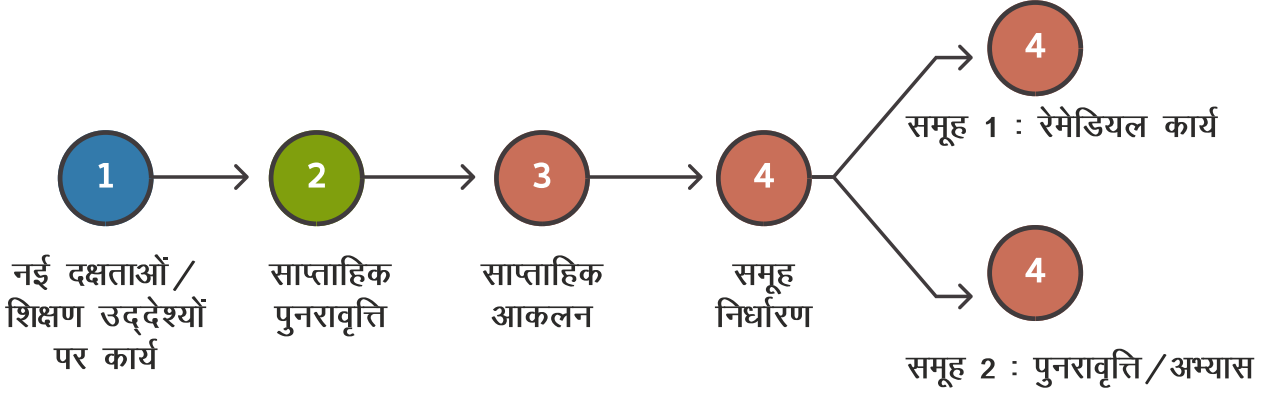 1
नई दक्षताओं/
शिक्षण उद्देश्यों
पर कार्य
2
साप्ताहिक
पुनरावृत्ति
3
साप्ताहिक
आकलन
4
समूह
निर्धारण
4
समूह 1 : रेमेडियल कार्य
4
समूह 2 : पुनरावृत्ति/अभ्यास